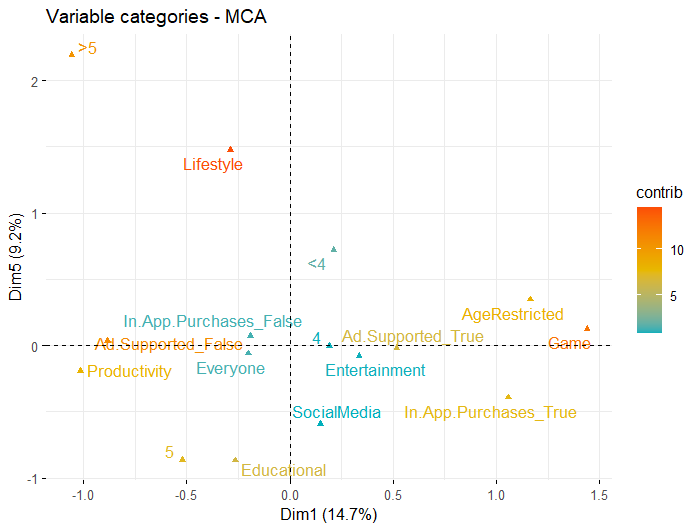 Variable categories - MCA
>5
2
Lifestyle
contrib
10
5
1
Dim5 (9.2%)
<4
AgeRestricted
In.App.Purchases_False
4
Ad.Supported_True
Ad.Supported_False
Game
0
Everyone
Productivity
Entertainment
SocialMedia
In.App.Purchases_True
5
Educational
-1
-1.0
-0.5
0.0
0.5
1.0
1.5
Dim1 (14.7%)